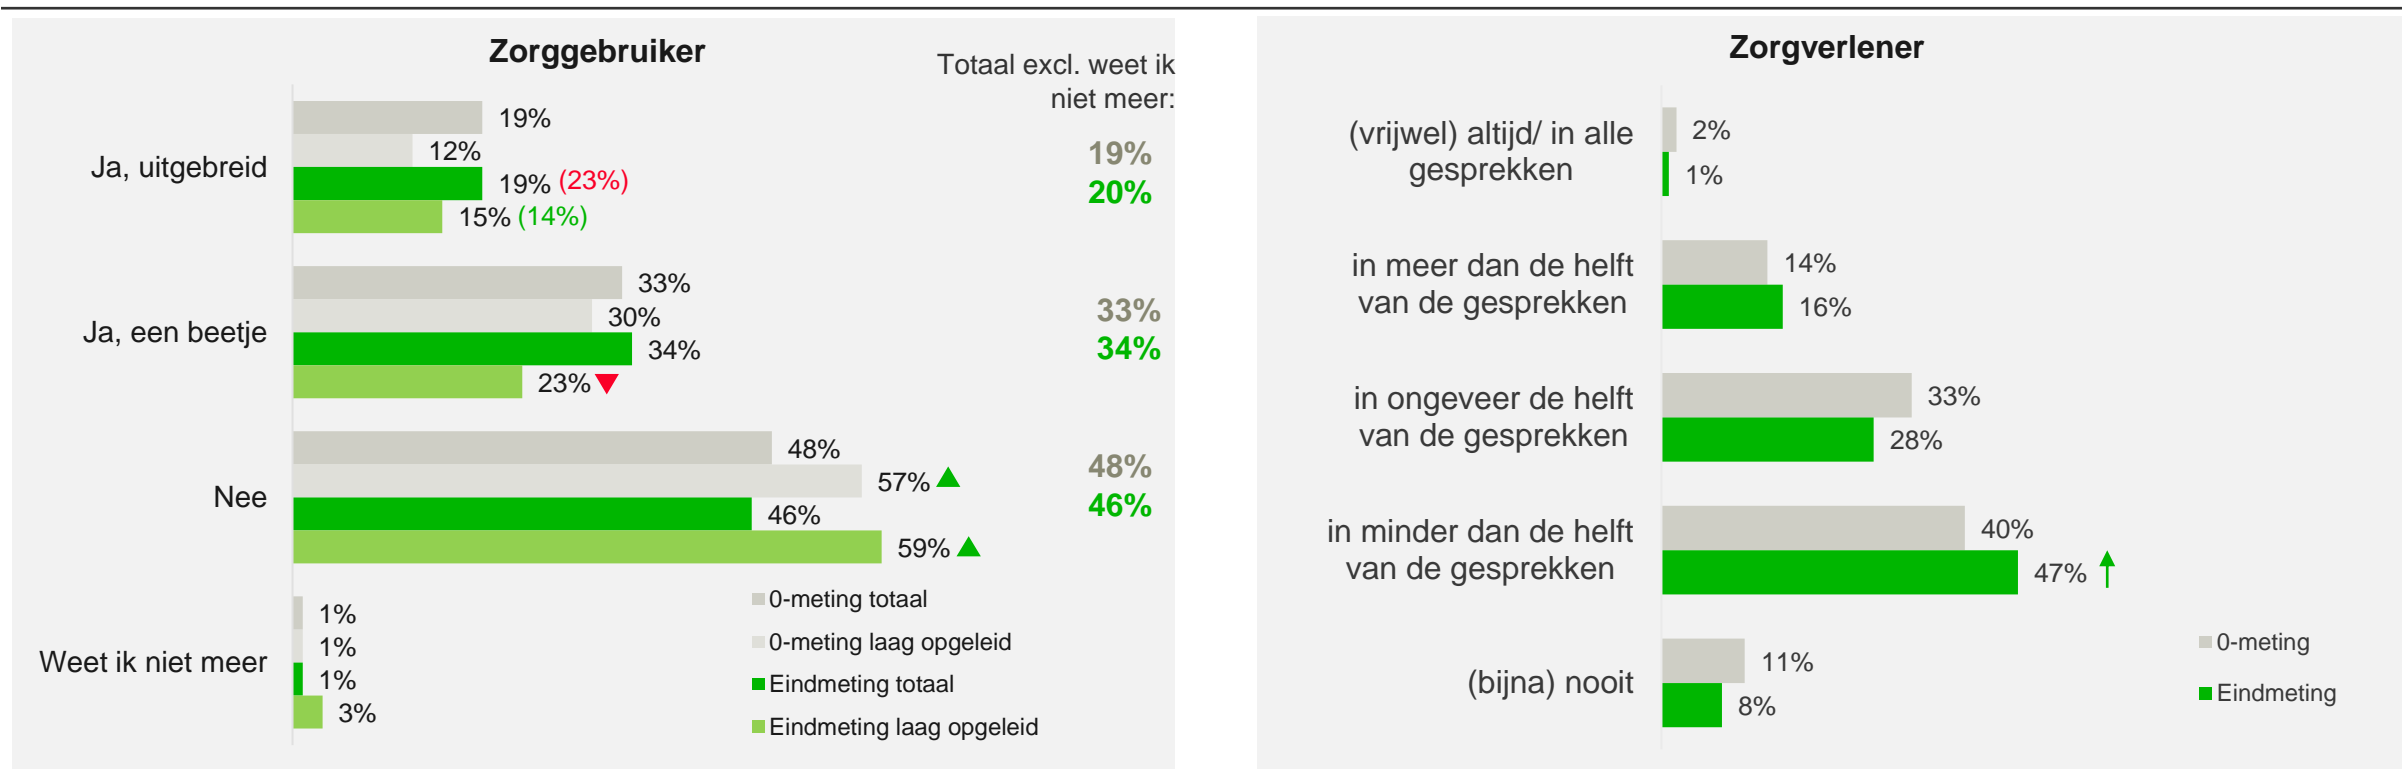 Zorggebruiker
Totaal excl. weet ik
niet meer:
Ja, uitgebreid
19%
12%
19% (23%)
15% (14%)
19%
20%
Ja, een beetje
33%
30%
34%
23%
33%
34%
Nee
48%
57%
46%
59%
48%
46%
Weet ik niet meer
1%
1%
1%
3%
0-meting totaal
0-meting laag opgeleid
Eindmeting totaal
Eindmeting laag opgeleid
Zorgverlener
(vrijwel) altijd/ in alle
gesprekken
2%
1%
in meer dan de helft
van de gesprekken
14%
16%
in ongeveer de helft
van de gesprekken
33%
28%
in minder dan de helft
van de gesprekken
40%
47%
(bijna) nooit
11%
8%
0-meting
Eindmeting